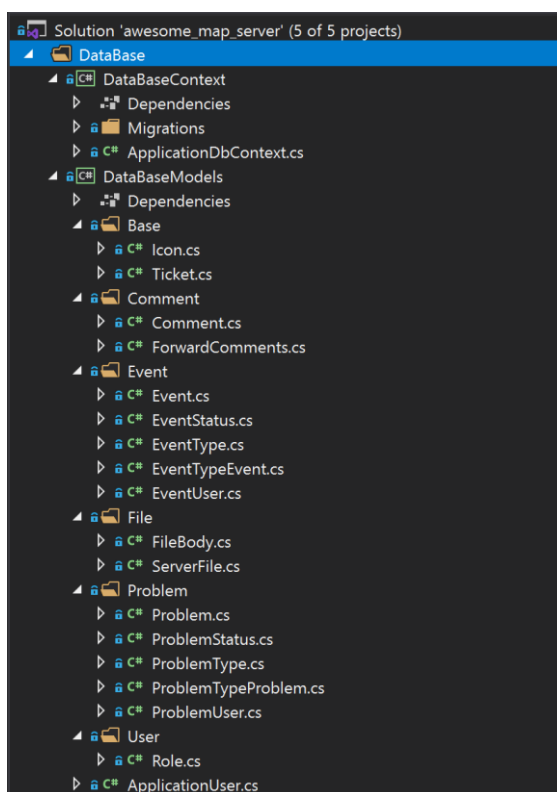 Solution 'awesome_map_server' (5 of 5 projects)
DataBase
C# DataBaseContext
Dependencies
Migrations
C# ApplicationDbContext.cs
C# DataBaseModels
Dependencies
Base
C# Icon.cs
C# Ticket.cs
Comment
C# Comment.cs
C# ForwardComments.cs
Event
C# Event.cs
C# EventStatus.cs
C# EventType.cs
C# EventTypeEvent.cs
C# EventUser.cs
File
C# FileBody.cs
C# ServerFile.cs
Problem
C# Problem.cs
C# ProblemStatus.cs
C# ProblemType.cs
C# ProblemTypeProblem.cs
C# ProblemUser.cs
User
C# Role.cs
C# ApplicationUser.cs